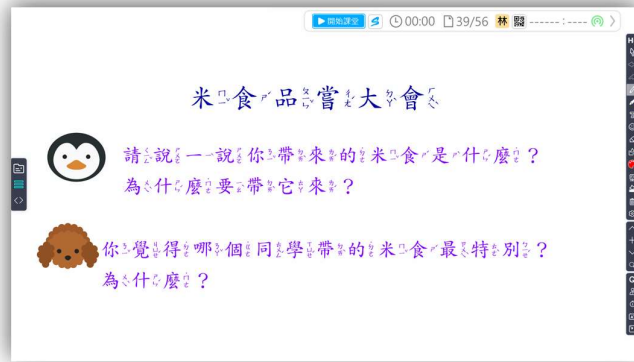 開始課堂 00:00 39/56 林 ------ : ----
米食品嘗大會
請說一說你帶來的米食是什麼？
為什麼要帶它來？
你覺得哪個同學帶的米食最特別？
為什麼？